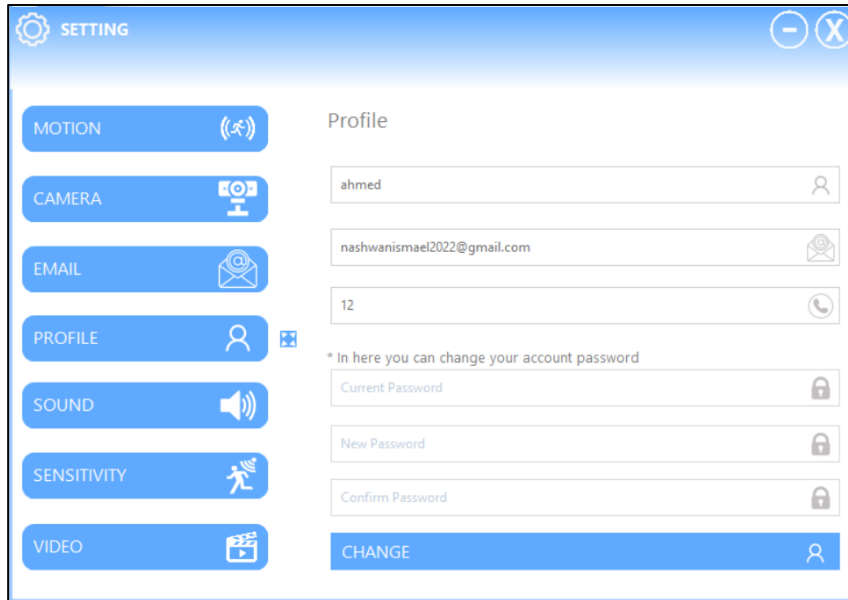 SETTING
MOTION
CAMERA
EMAIL
PROFILE
SOUND
SENSITIVITY
VIDEO
Profile
ahmed
nashwanismael2022@gmail.com
12
* In here you can change your account password
Current Password
New Password
Confirm Password
CHANGE